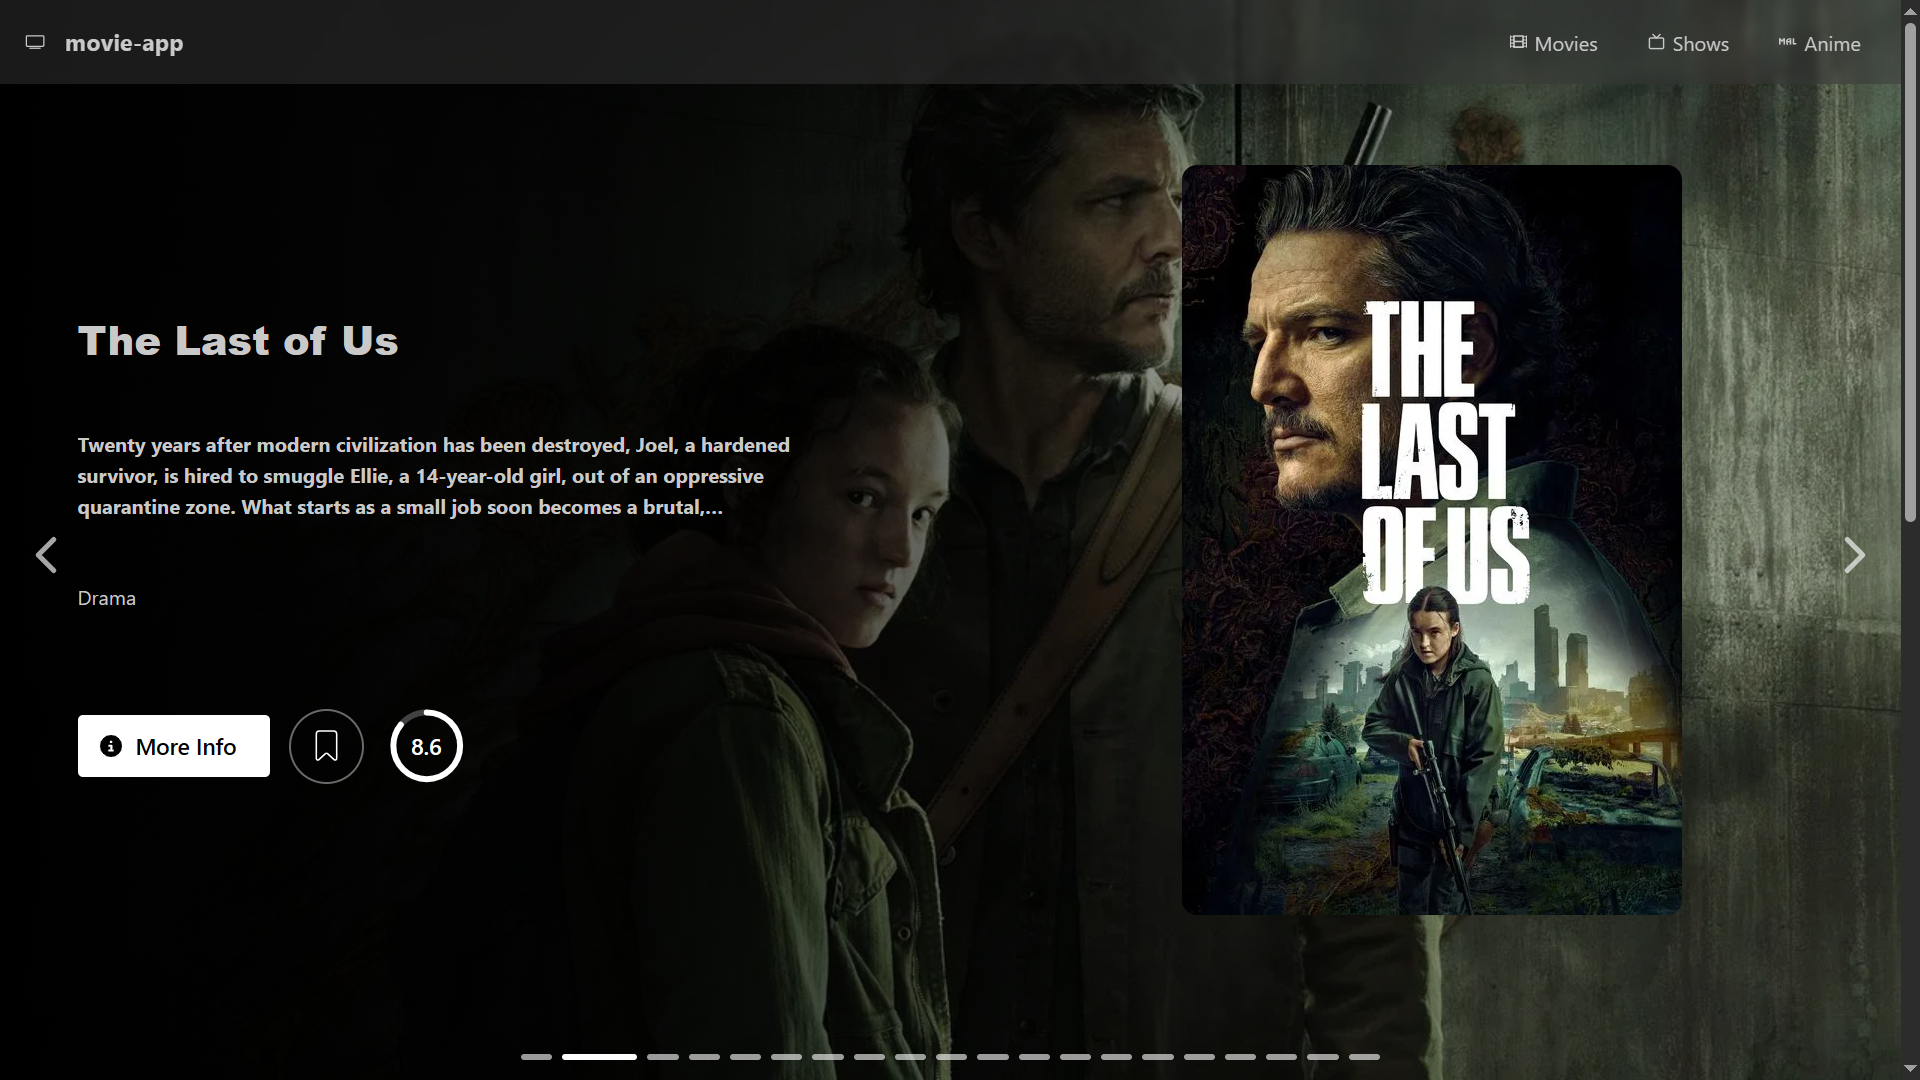 movie-app
Movies
Shows
MAL Anime
The Last of Us
Twenty years after modern civilization has been destroyed, Joel, a hardened
survivor, is hired to smuggle Ellie, a 14-year-old girl, out of an oppressive
quarantine zone. What starts as a small job soon becomes a brutal,...
Drama
More Info
8.6
THE
LAST
OF US